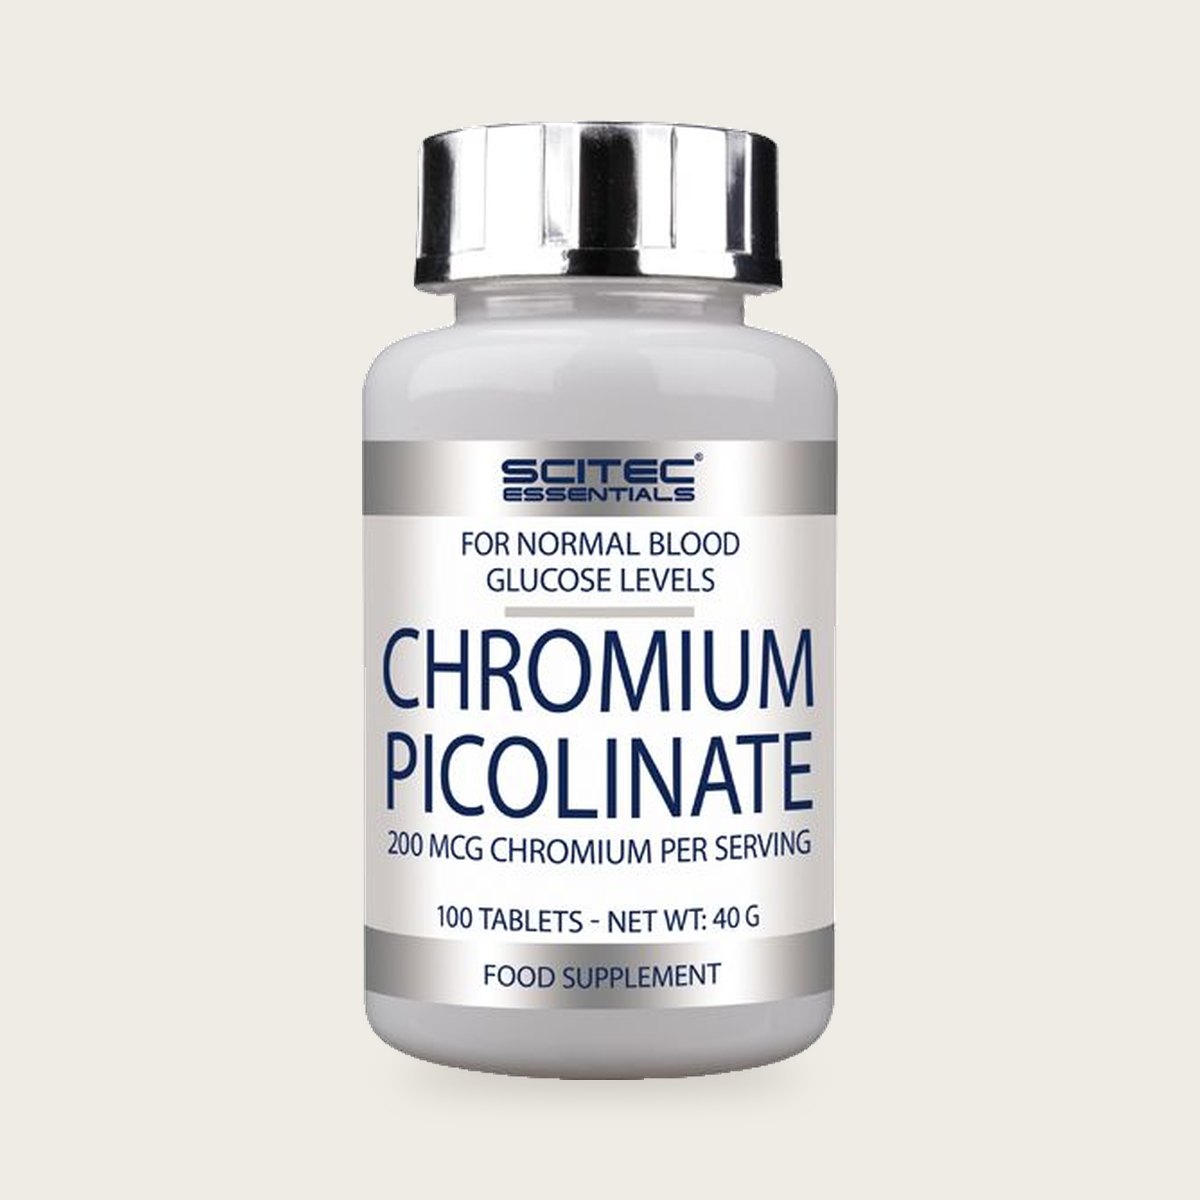 SCITEC®
ESSENTIALS
FOR NORMAL BLOOD
GLUCOSE LEVELS
CHROMIUM
PICOLINATE
200 MCG CHROMIUM PER SERVING
100 TABLETS - NET WT: 40 G
FOOD SUPPLEMENT